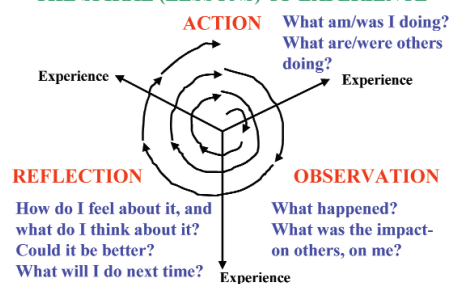 ACTION
What am/was I doing?
What are/were others
doing?
Experience
Experience
REFLECTION
How do I feel about it, and
what do I think about it?
Could it be better?
What will I do next time?
OBSERVATION
What happened?
What was the impact-
on others, on me?
Experience